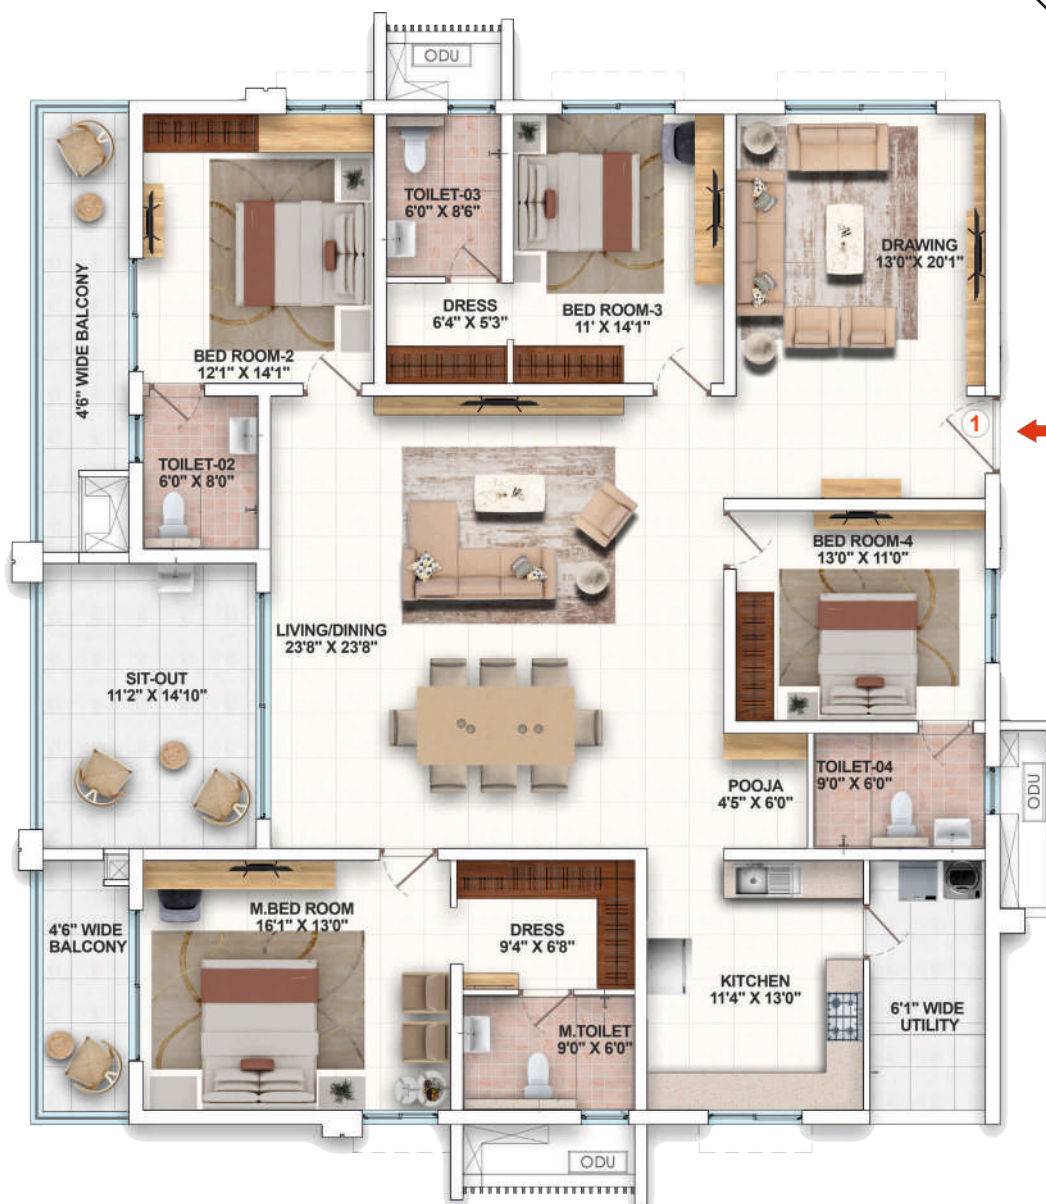 ODU
TOILET-03
6'0" X 8'6"
DRAWING
13'0"X 20'1"
4'6" WIDE BALCONY
DRESS
6'4" X 5'3"
BED ROOM-3
11' X 14'1"
BED ROOM-2
12'1" X 14'1"
1
TOILET-02
6'0" X 8'0"
BED ROOM-4
13'0" X 11'0"
LIVING/DINING
23'8" X 23'8"
SIT-OUT
11'2" X 14'10"
POOJA
4'5" X 6'0"
TOILET-04
9'0" X 6'0"
ODU
M.BED ROOM
16'1" X 13'0"
4'6" WIDE
BALCONY
DRESS
9'4" X 6'8"
KITCHEN
11'4" X 13'0"
6'1" WIDE
UTILITY
M.TOILET
9'0" X 6'0"
ODU